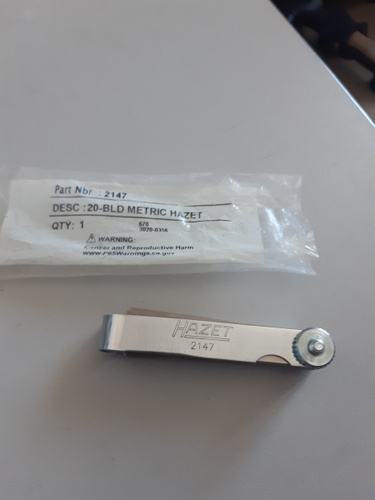 Part Nbr : 2147
DESC : 20-BLD METRIC HAZET
QTY: 1
WARNING:
Cancer and Reproductive Harm
www.P65Warnings.ca.gov
HAZET
2147